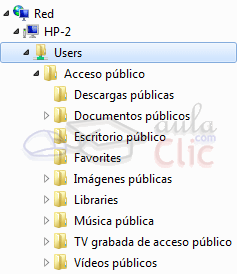 Red
HP-2
Users
Acceso público
Descargas públicas
Documentos públicos
Escritorio público
Favorites
Imágenes públicas
Libraries
Música pública
TV grabada de acceso público
Vídeos públicos
aula
.com
Clic